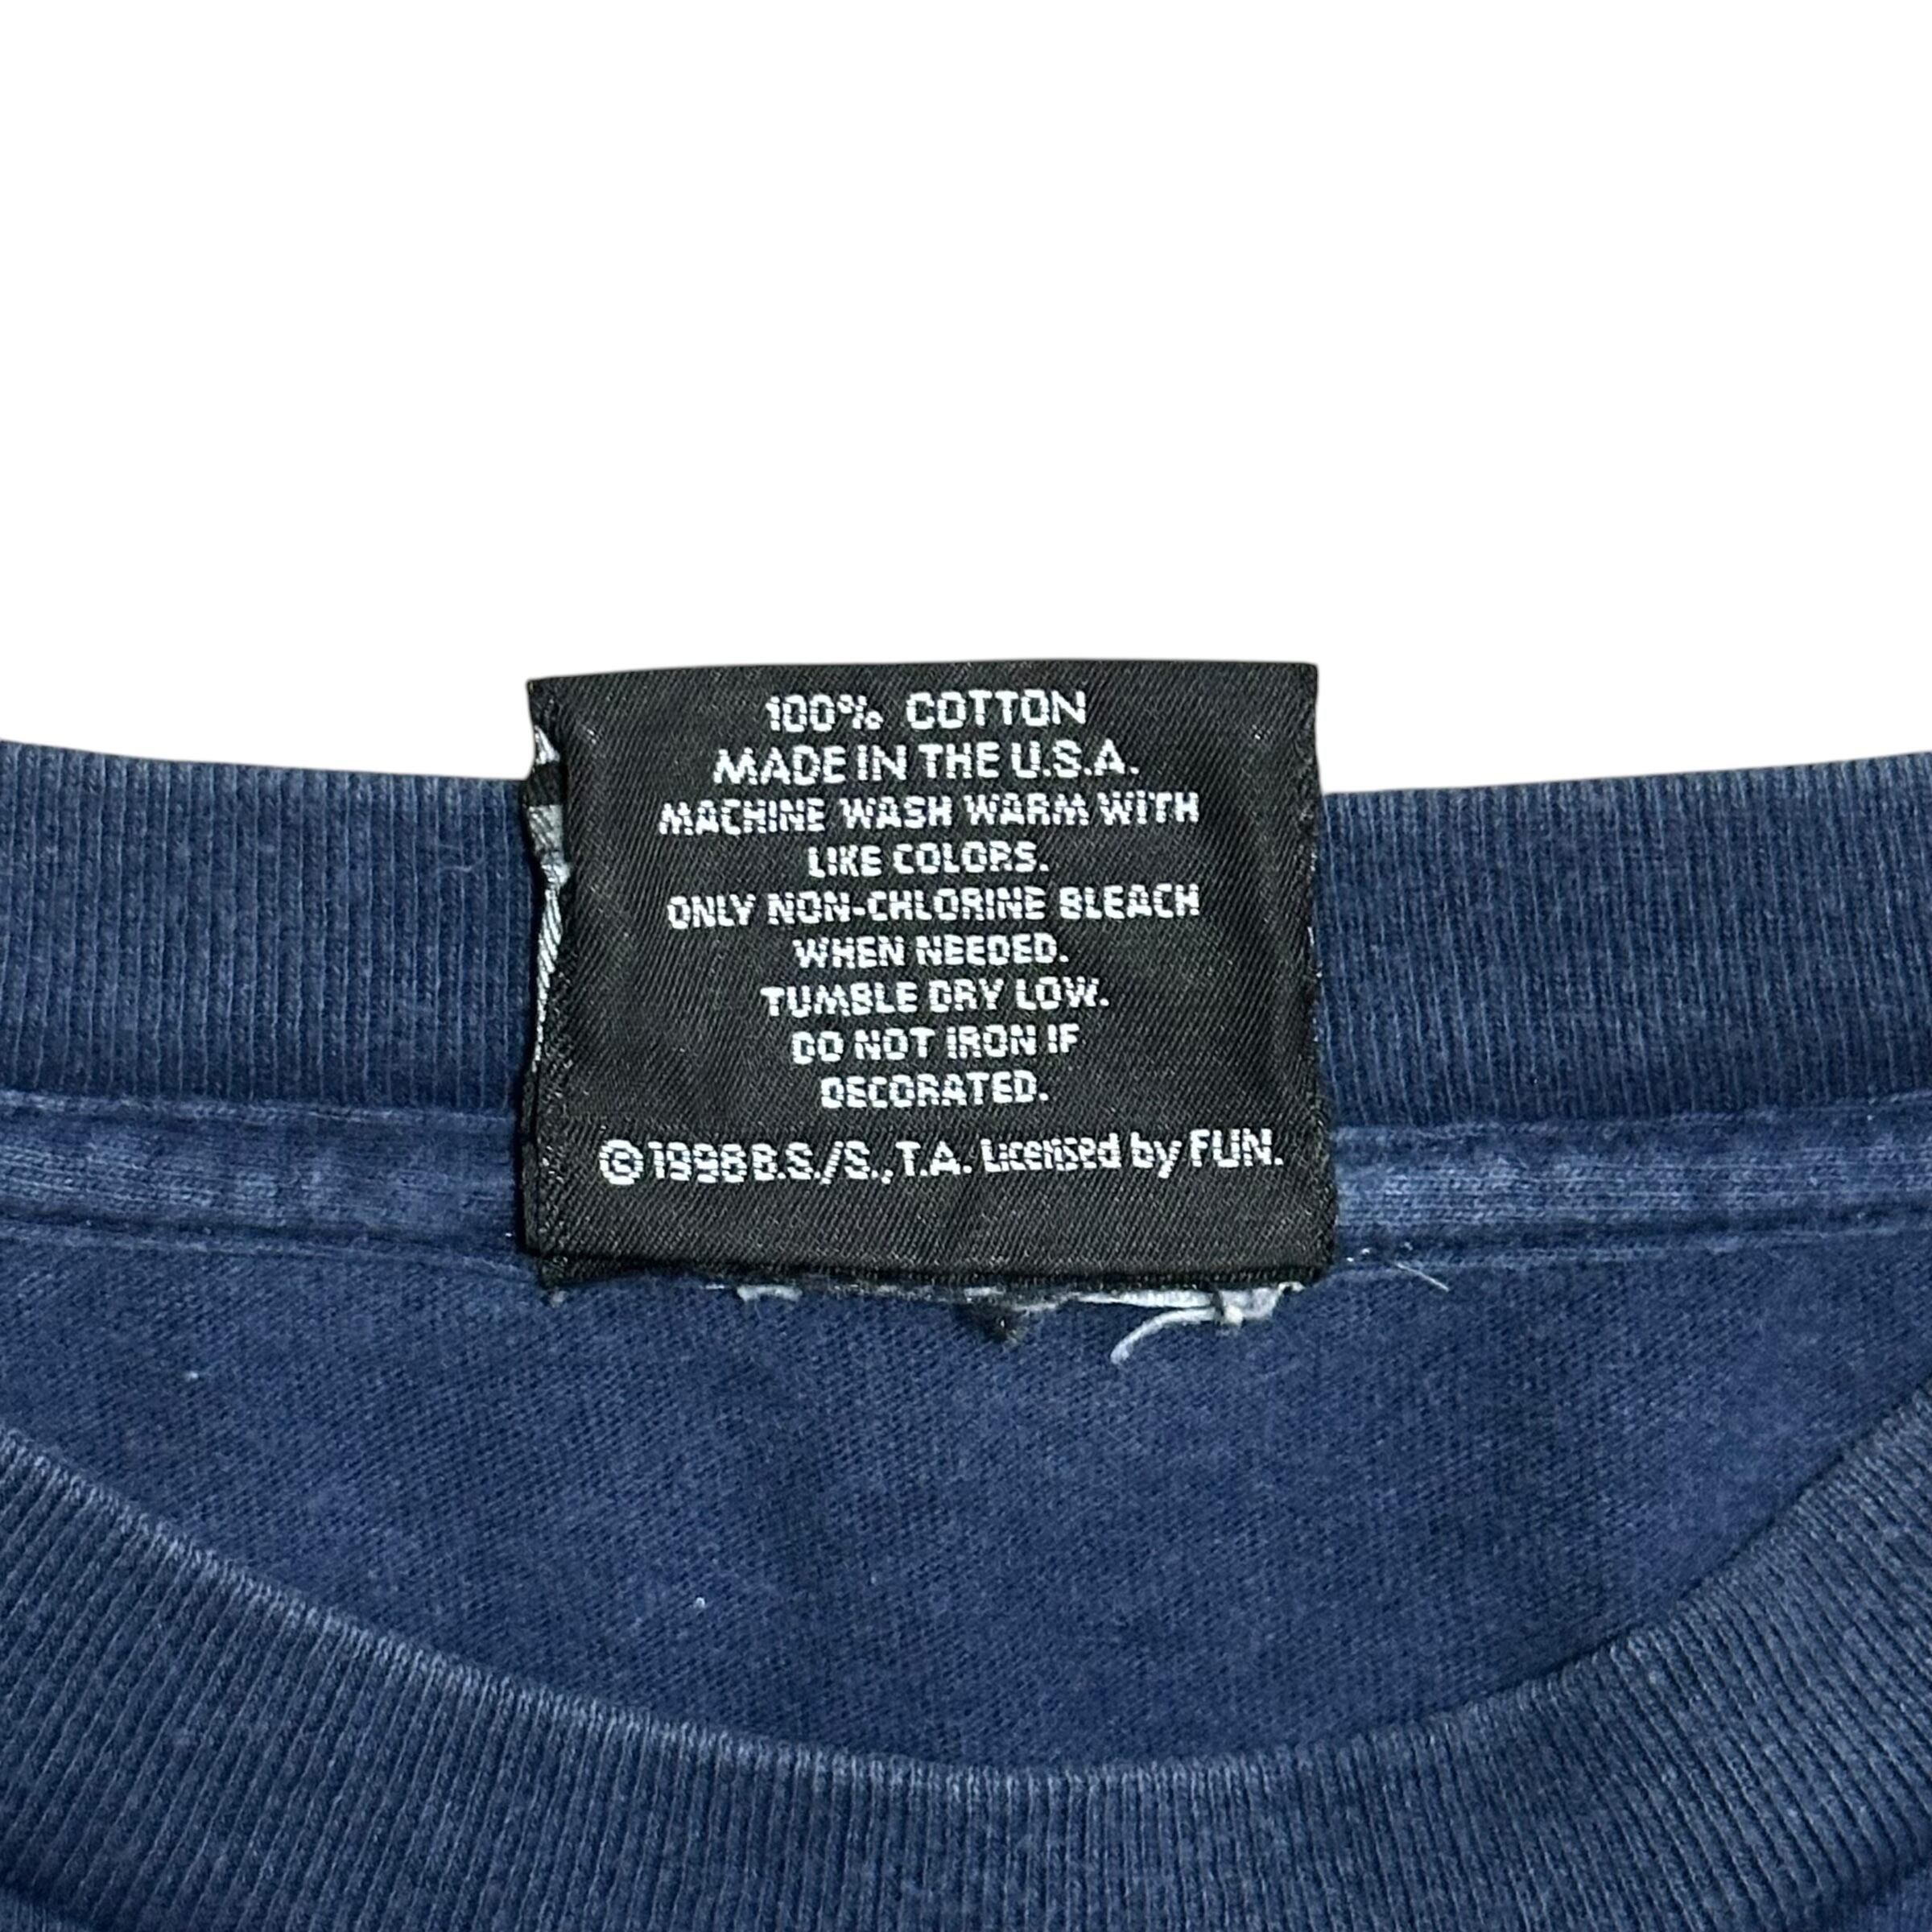 100% COTTON
MADE IN THE U.S.A.
MACHINE WASH WARM WITH
LIKE COLORS.
ONLY NON-CHLORINE BLEACH
WHEN NEEDED.
TUMBLE DRY LOW.
DO NOT IRON IF
DECORATED.
©1998 B.S./S., T.A. Licensed by FUN.